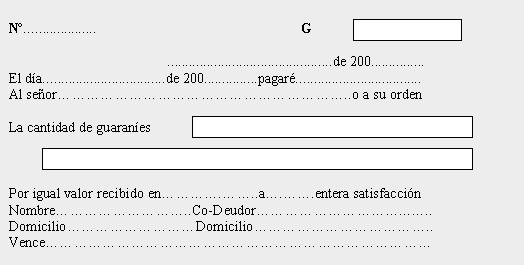 Nº.................... G
......................................................de 200..............
El día........................................de 200..............pagaré.........................................
Al señor…………………………………………………..o a su orden
La cantidad de guaraníes
Por igual valor recibido en………………..a……….entera satisfacción
Nombre………………………Co-Deudor……………………………..
Domicilio……………………Domicilio………………………………
Vence……………………………………………………………………